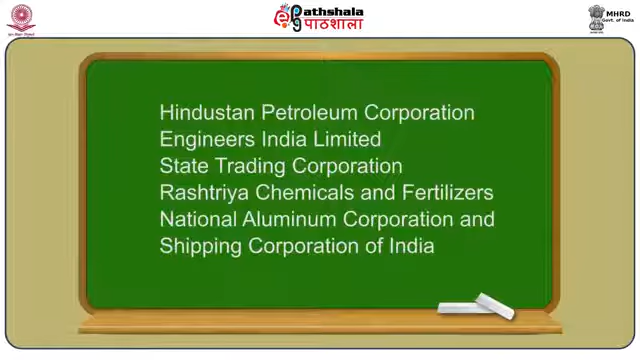 ePathshala
पाठशाला
MHRD
Govt. of India
Hindustan Petroleum Corporation
Engineers India Limited
State Trading Corporation
Rashtriya Chemicals and Fertilizers
National Aluminum Corporation and
Shipping Corporation of India